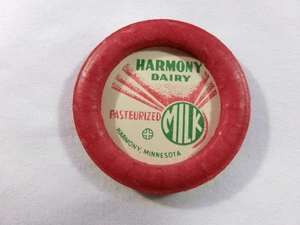 HARMONY
DAIRY
PASTEURIZED
MILK
HARMONY, MINNESOTA